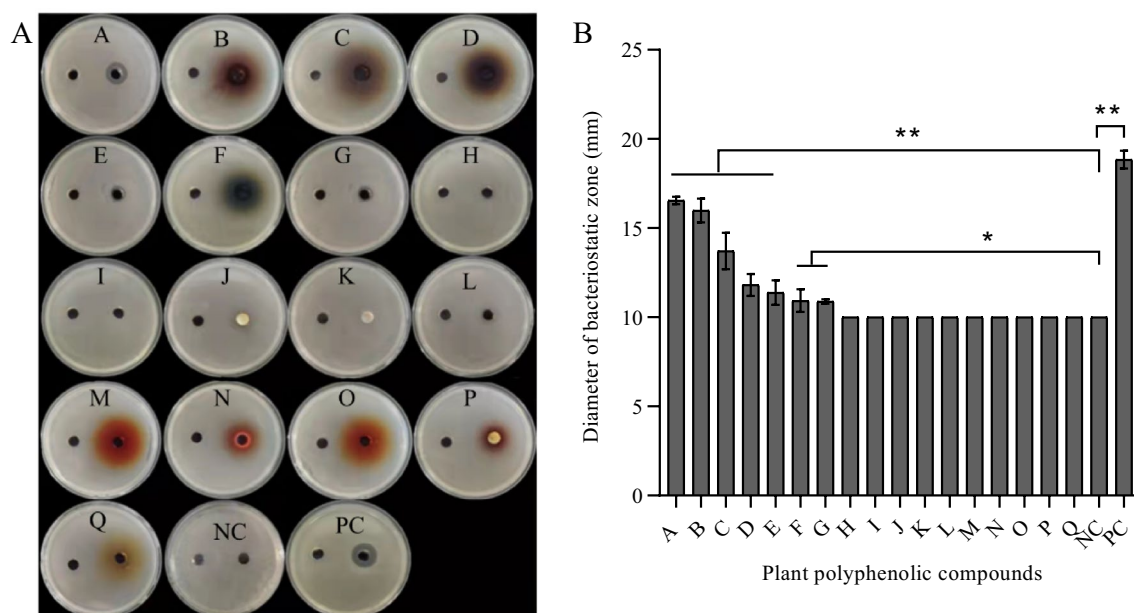 A
A B C D
E F G H
I J K L
M N O P
Q NC PC
B
Diameter of bacteriostatic zone (mm)
25
20
15
10
5
0
**
**
*
A B C D E F G H I J K L M N O P Q NC PC
Plant polyphenolic compounds